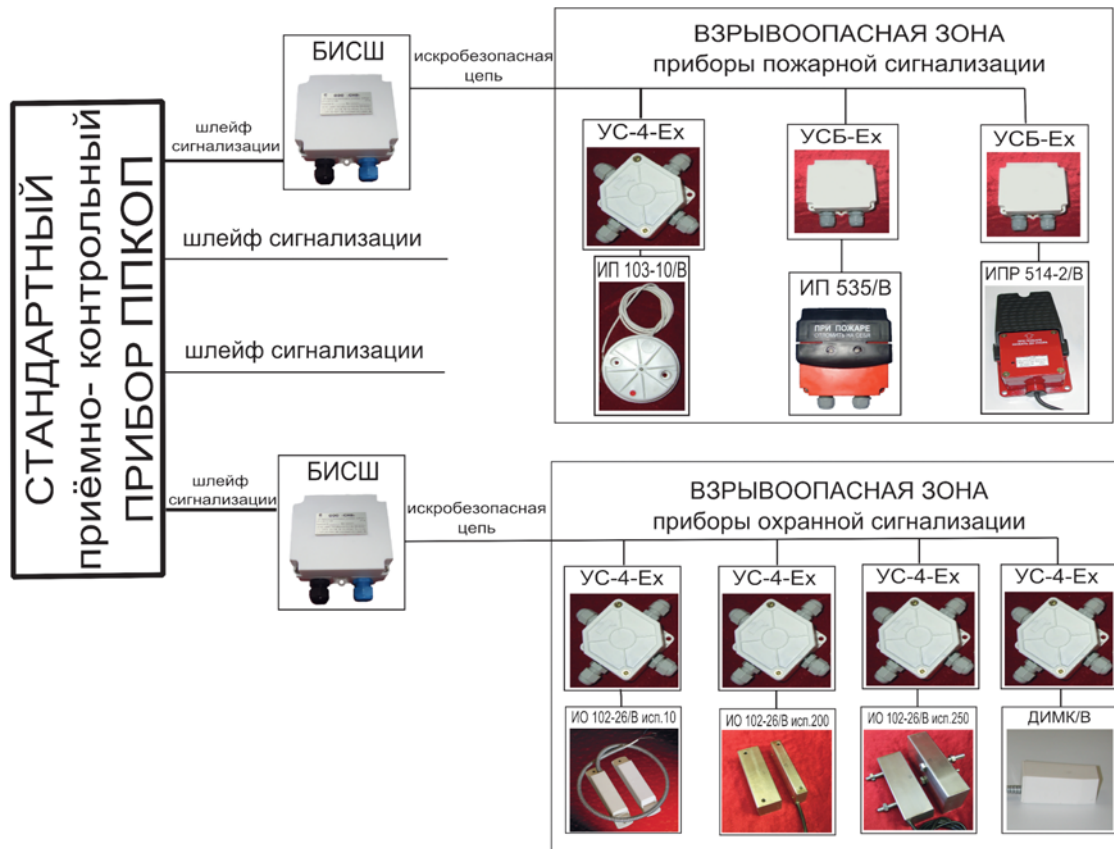 СТАНДАРТНЫЙ
приёмно- контрольный
ПРИБОР ППКОП
шлейф
сигнализации
БИСШ
искробезопасная
цепь
ВЗРЫВООПАСНАЯ ЗОНА
приборы пожарной сигнализации
УС-4-Ех
УСБ-Ех
УСБ-Ех
ИП 103-10/В
ИП 535/В
ПРИ ПОЖАРЕ
ИПР 514-2/В
шлейф сигнализации
шлейф сигнализации
шлейф
сигнализации
БИСШ
искробезопасная
цепь
ВЗРЫВООПАСНАЯ ЗОНА
приборы охранной сигнализации
УС-4-Ех
УС-4-Ех
УС-4-Ех
УС-4-Ех
ИО 102-26/В исп.10
ИО 102-26/В исп.200
ИО 102-26/В исп.250
ДИМК/В